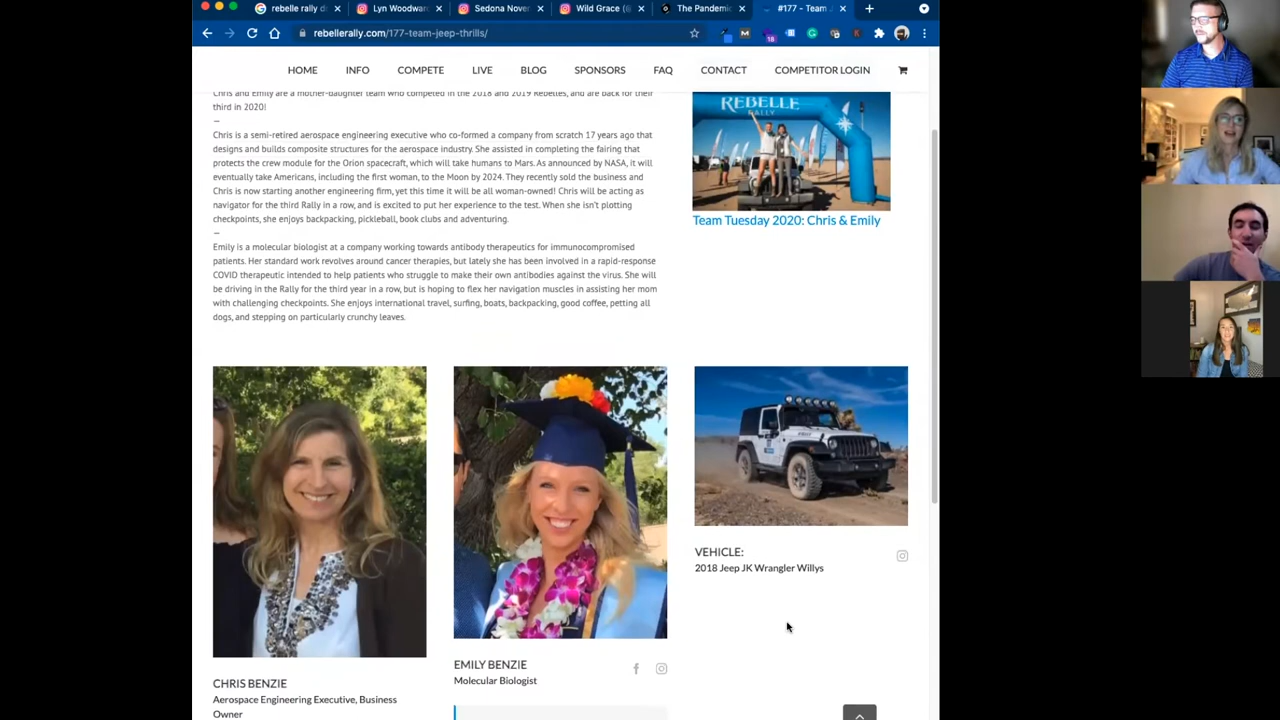 rebelle rally d
Lyn Woodwar
Sedona Nover
Wild Grace (@
The Pandemic
#177 - Team J
rebellerally.com/177-team-jeep-thrills/
18
HOME INFO COMPETE LIVE BLOG SPONSORS FAQ CONTACT COMPETITOR LOGIN
Chris and Emily are a mother-daughter team who competed in the 2018 and 2019 Rebelles, and are back for their
third in 2020!
—
Chris is a semi-retired aerospace engineering executive who co-formed a company from scratch 17 years ago that
designs and builds composite structures for the aerospace industry. She assisted in completing the fairing that
protects the crew module for the Orion spacecraft, which will take humans to Mars. As announced by NASA, it will
eventually take Americans, including the first woman, to the Moon by 2024. They recently sold the business and
Chris is now starting another engineering firm, yet this time it will be all woman-owned! Chris will be acting as
navigator for the third Rally in a row, and is excited to put her experience to the test. When she isn't plotting
checkpoints, she enjoys backpacking, pickleball, book clubs and adventuring.
—
Emily is a molecular biologist at a company working towards antibody therapeutics for immunocompromised
patients. Her standard work revolves around cancer therapies, but lately she has been involved in a rapid-response
COVID therapeutic intended to help patients who struggle to make their own antibodies against the virus. She will
be driving in the Rally for the third year in a row, but is hoping to flex her navigation muscles in assisting her mom
with challenging checkpoints. She enjoys international travel, surfing, boats, backpacking, good coffee, petting all
dogs, and stepping on particularly crunchy leaves.
REBELLE
RALLY
Team Tuesday 2020: Chris & Emily
VEHICLE:
2018 Jeep JK Wrangler Willys
EMILY BENZIE
Molecular Biologist
CHRIS BENZIE
Aerospace Engineering Executive, Business
Owner